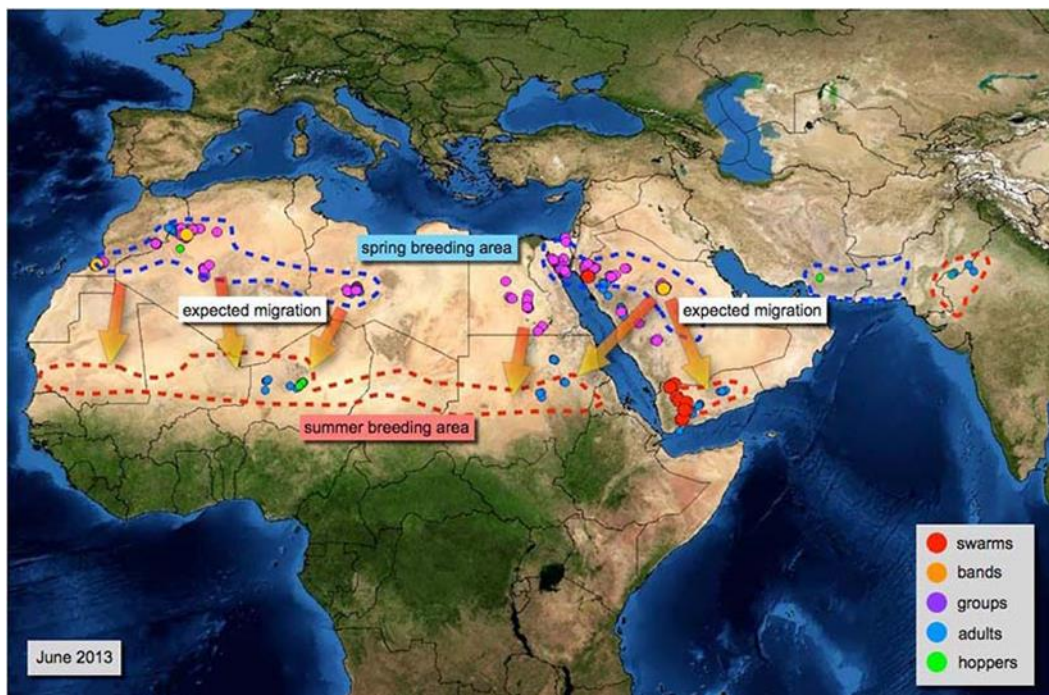 spring breeding area
expected migration
expected migration
summer breeding area
swarms
bands
groups
adults
hoppers
June 2013